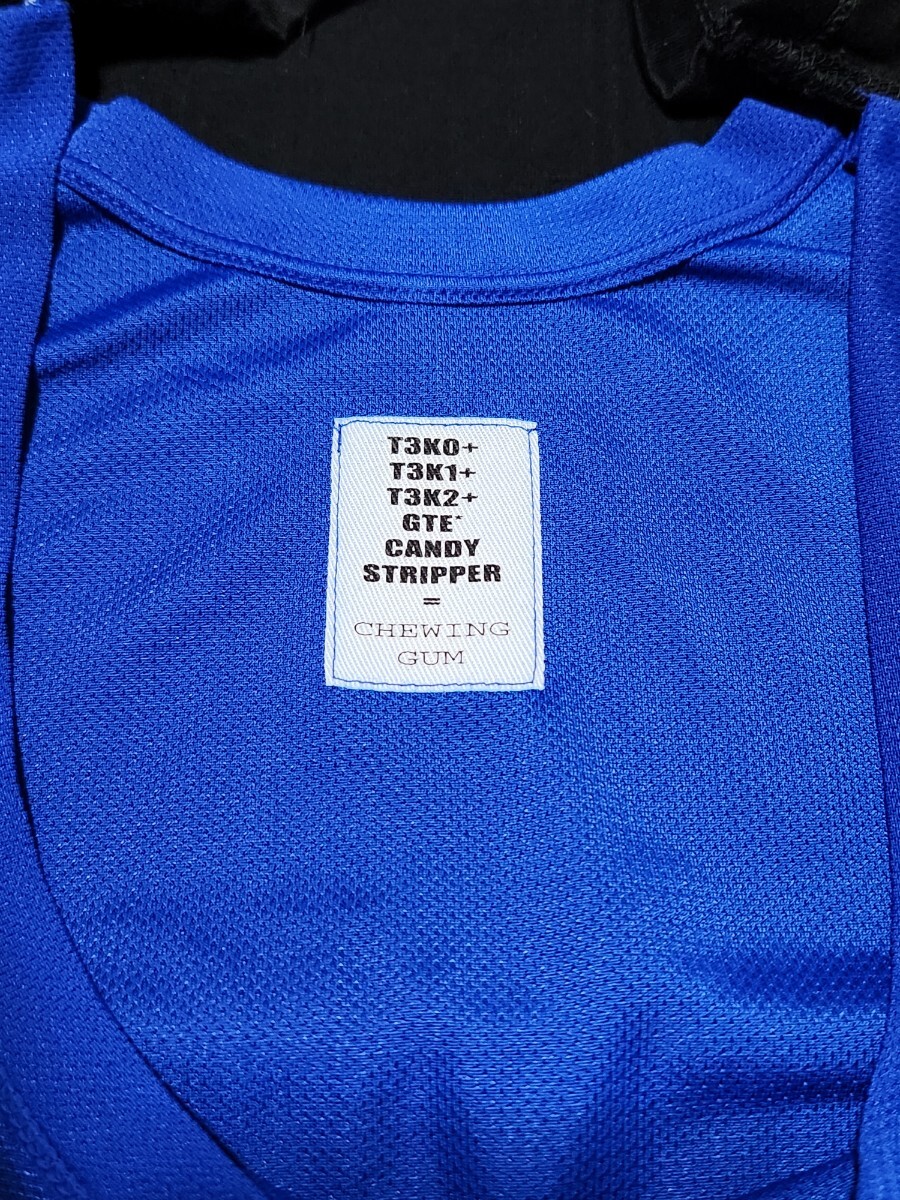 T3K0+
T3K1+
T3K2+
GTE*
CANDY
STRIPPER
=
CHEWING
GUM